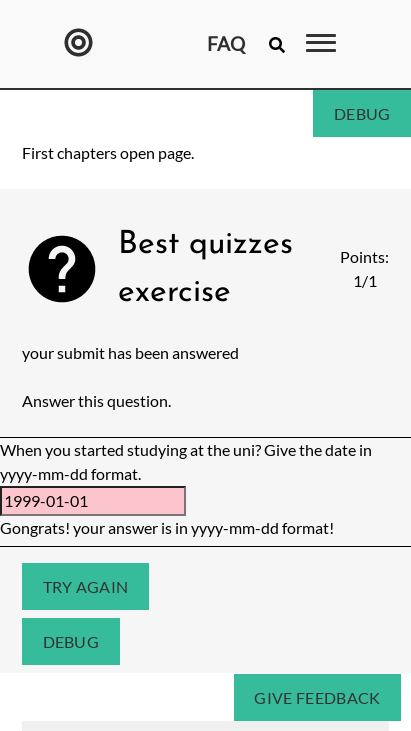 FAQ
DEBUG
First chapters open page.
Best quizzes
exercise
Points:
1/1
your submit has been answered
Answer this question.
When you started studying at the uni? Give the date in
yyyy-mm-dd format.
1999-01-01
Gongrats! your answer is in yyyy-mm-dd format!
TRY AGAIN
DEBUG
GIVE FEEDBACK